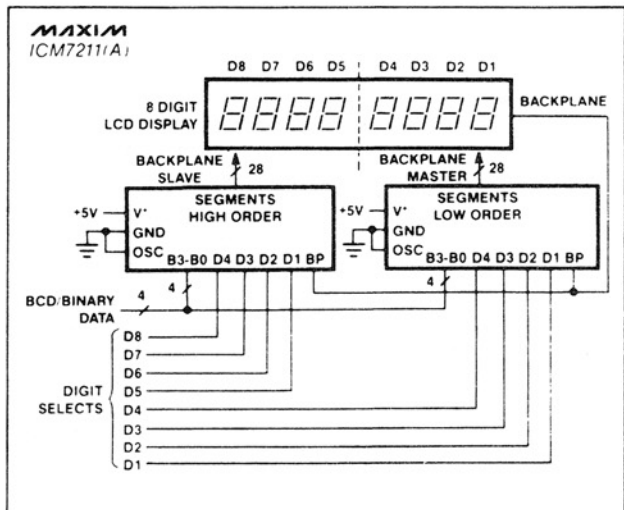 MAXIM
ICM7211(A)
D8 D7 D6 D5 D4 D3 D2 D1
8 DIGIT
LCD DISPLAY
BACKPLANE
BACKPLANE
SLAVE
28
BACKPLANE
MASTER
28
+5V
V+
GND
OSC
SEGMENTS
HIGH ORDER
B3-B0 D4 D3 D2 D1 BP
+5V
V+
GND
OSC
SEGMENTS
LOW ORDER
B3-B0 D4 D3 D2 D1 BP
4
4
BCD/BINARY
DATA
4
DIGIT
SELECTS
D8
D7
D6
D5
D4
D3
D2
D1